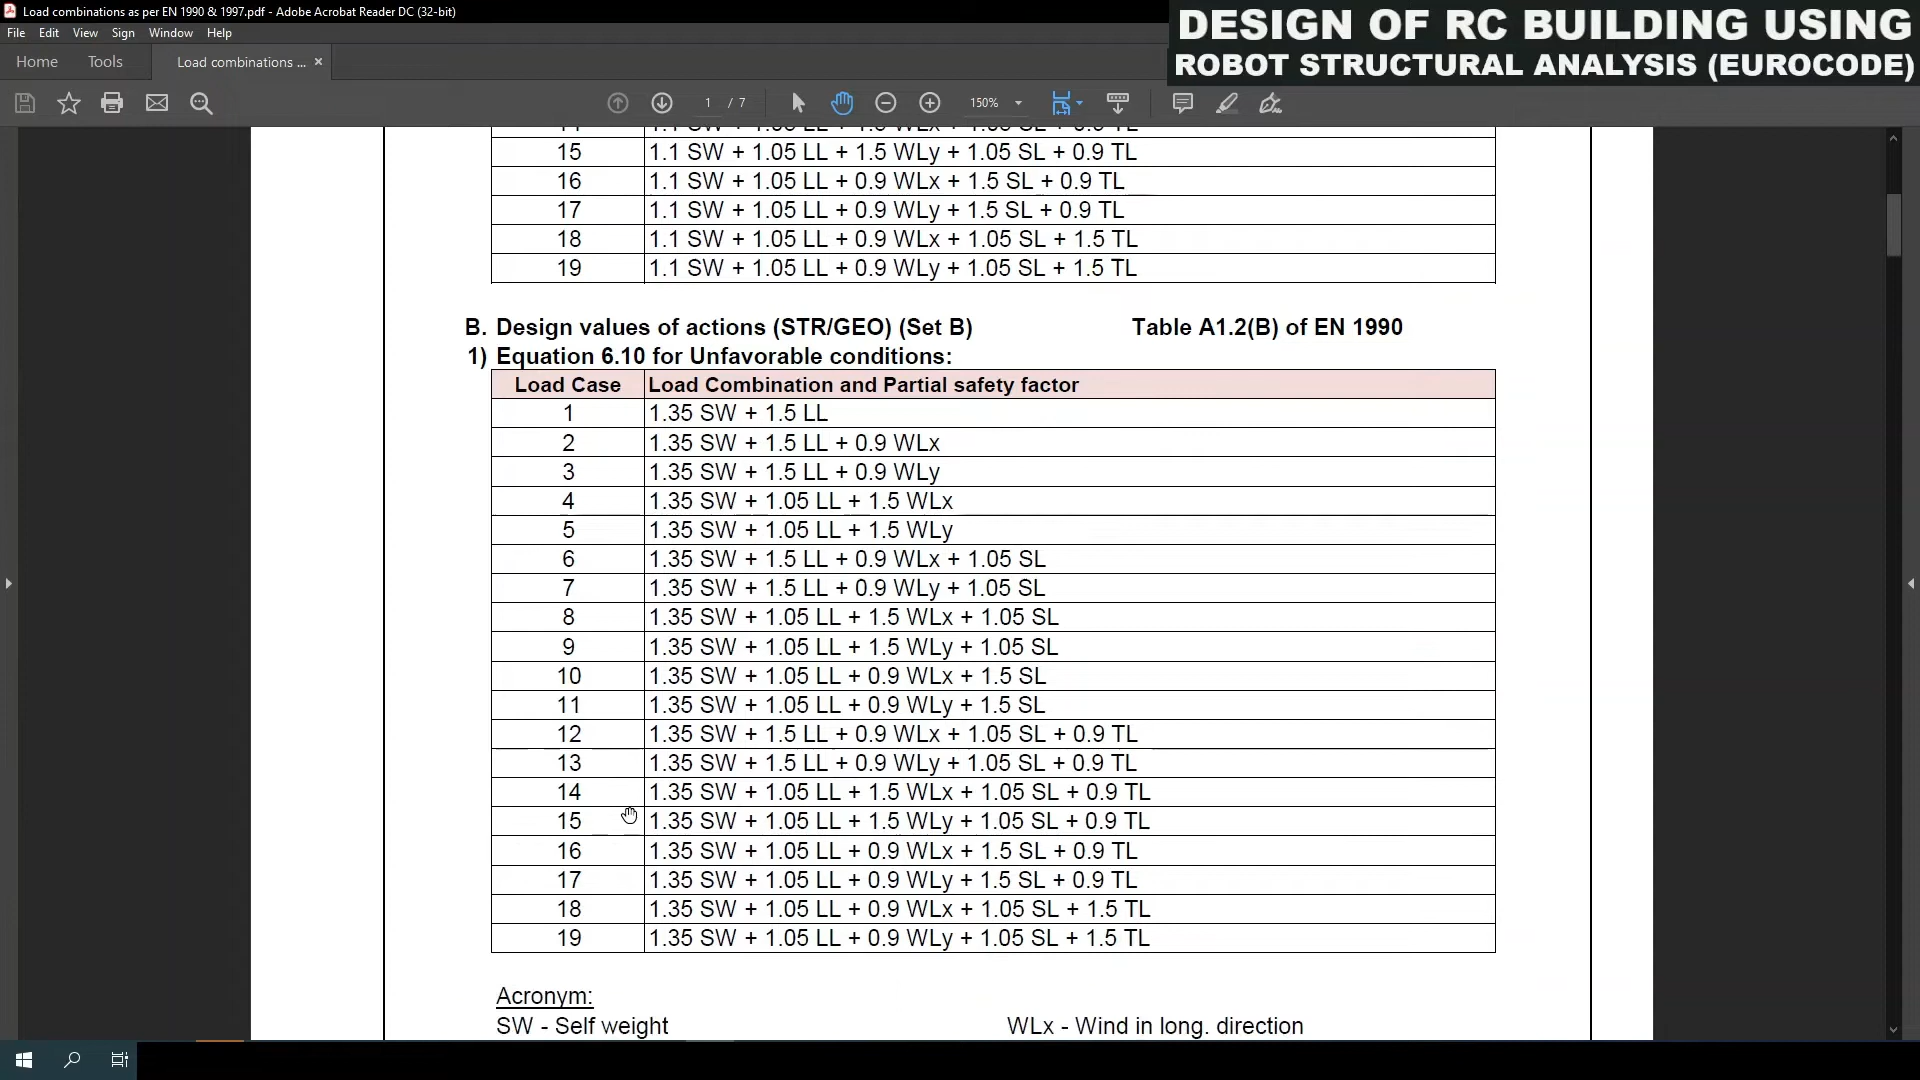 Load combinations as per EN 1990 & 1997.pdf - Adobe Acrobat Reader DC (32-bit)
DESIGN OF RC BUILDING USING
ROBOT STRUCTURAL ANALYSIS (EUROCODE)
File Edit View Sign Window Help
Home Tools Load combinations ... ×
1 / 7 150%
15 1.1 SW + 1.05 LL + 1.5 WLy + 1.05 SL + 0.9 TL
16 1.1 SW + 1.05 LL + 0.9 WLx + 1.5 SL + 0.9 TL
17 1.1 SW + 1.05 LL + 0.9 WLy + 1.5 SL + 0.9 TL
18 1.1 SW + 1.05 LL + 0.9 WLx + 1.05 SL + 1.5 TL
19 1.1 SW + 1.05 LL + 0.9 WLy + 1.05 SL + 1.5 TL
B. Design values of actions (STR/GEO) (Set B) Table A1.2(B) of EN 1990
1) Equation 6.10 for Unfavorable conditions:
Load Case Load Combination and Partial safety factor
1 1.35 SW + 1.5 LL
2 1.35 SW + 1.5 LL + 0.9 WLx
3 1.35 SW + 1.5 LL + 0.9 WLy
4 1.35 SW + 1.05 LL + 1.5 WLx
5 1.35 SW + 1.05 LL + 1.5 WLy
6 1.35 SW + 1.5 LL + 0.9 WLx + 1.05 SL
7 1.35 SW + 1.5 LL + 0.9 WLy + 1.05 SL
8 1.35 SW + 1.05 LL + 1.5 WLx + 1.05 SL
9 1.35 SW + 1.05 LL + 1.5 WLy + 1.05 SL
10 1.35 SW + 1.05 LL + 0.9 WLx + 1.5 SL
11 1.35 SW + 1.05 LL + 0.9 WLy + 1.5 SL
12 1.35 SW + 1.5 LL + 0.9 WLx + 1.05 SL + 0.9 TL
13 1.35 SW + 1.5 LL + 0.9 WLy + 1.05 SL + 0.9 TL
14 1.35 SW + 1.05 LL + 1.5 WLx + 1.05 SL + 0.9 TL
15 1.35 SW + 1.05 LL + 1.5 WLy + 1.05 SL + 0.9 TL
16 1.35 SW + 1.05 LL + 0.9 WLx + 1.5 SL + 0.9 TL
17 1.35 SW + 1.05 LL + 0.9 WLy + 1.5 SL + 0.9 TL
18 1.35 SW + 1.05 LL + 0.9 WLx + 1.05 SL + 1.5 TL
19 1.35 SW + 1.05 LL + 0.9 WLy + 1.05 SL + 1.5 TL
Acronym:
SW - Self weight WLx - Wind in long. direction